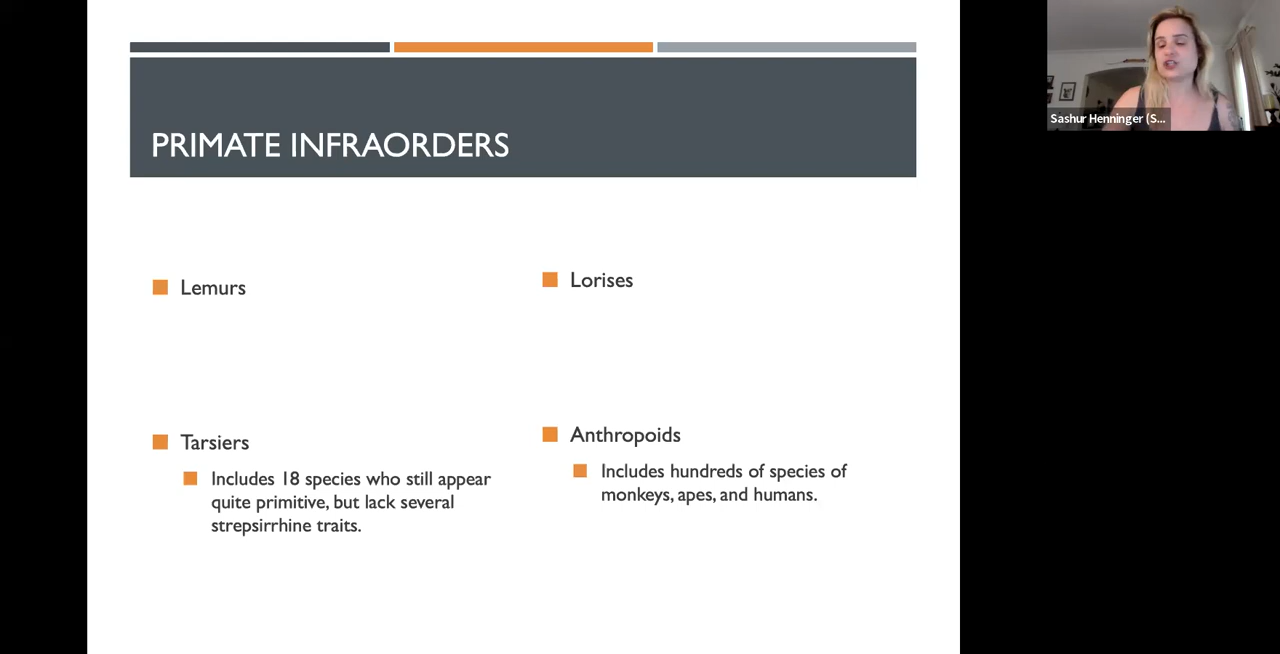 PRIMATE INFRAORDERS
Lemurs
Lorises
Tarsiers
Includes 18 species who still appear
quite primitive, but lack several
strepsirrhine traits.
Anthropoids
Includes hundreds of species of
monkeys, apes, and humans.
Sashur Henninger (S...